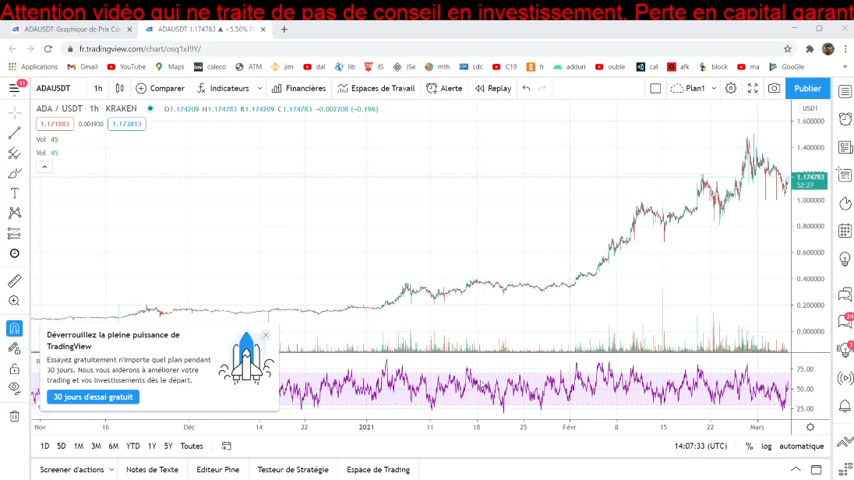 Attention vidéo qui ne traite de pas de conseil en investissement. Perte en capital garant
ADAUSDT-Graphique de Prix Ca
ADAUSDT 1.174783 ▲ +5.56% P
fr.tradingview.com/chart/osq1xPJY/
Applications Gmail YouTube Maps caleco ATM jim dal lib JS JSe mth cdc C19 fr adduri ouble cal afk block ma
11
ADAUSDT 1h Comparer Indicateurs Financières Espaces de Travail Alerte Replay Plan1 Publier
ADA / USDT · 1h · KRAKEN O1.174209 H1.174783 B1.174209 C1.174783 −0.002208 (−0.19%)
USDT
1.171883 0.001930 1.173813
Vol 45
Vol 45
1.600000
1.400000
1.174783
52:27
1.000000
0.800000
0.600000
0.400000
0.200000
0.000000
Déverrouillez la pleine puissance de
TradingView
Essayez gratuitement n'importe quel plan pendant
30 jours. Nous vous aiderons à améliorer votre
trading et vos investissements dès le départ.
30 jours d'essai gratuit
75.00
50.00
25.00
Nov 16 Déc 14 22 2021 11 18 25 Févr 8 15 22 Mars
1D 5D 1M 3M 6M YTD 1Y 5Y Toutes 14:07:33 (UTC) % log automatique
Screener d'actions Notes de Texte Editeur Pine Testeur de Stratégie Espace de Trading